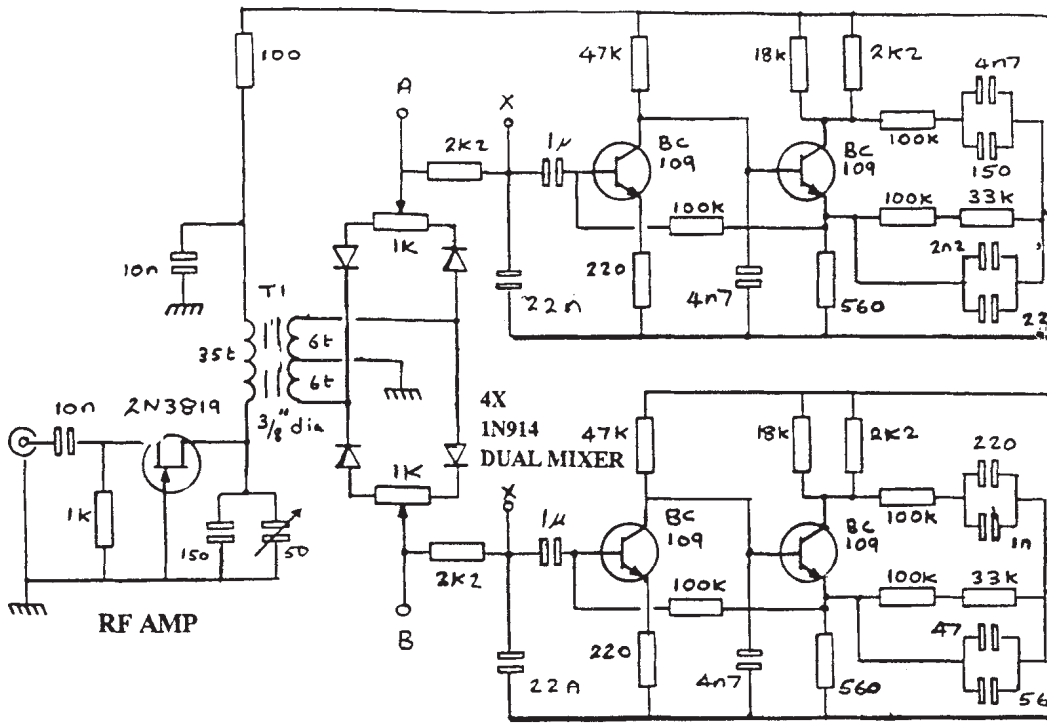 100
A
X
2K2
1µ
47K
BC
109
18K
2K2
BC
109
100K
4n7
150
100K
33K
2n2
22
100K
1K
220
4n7
560
22n
10n
T1
35t
6t
6t
3/8" dia
10n
2N3819
1k
150
50
RF AMP
4X
1N914
DUAL MIXER
1K
B
2K2
X
1µ
47K
BC
109
18K
2K2
BC
109
100K
220
1n
100K
33K
47
56
100K
220
4n7
560
22n